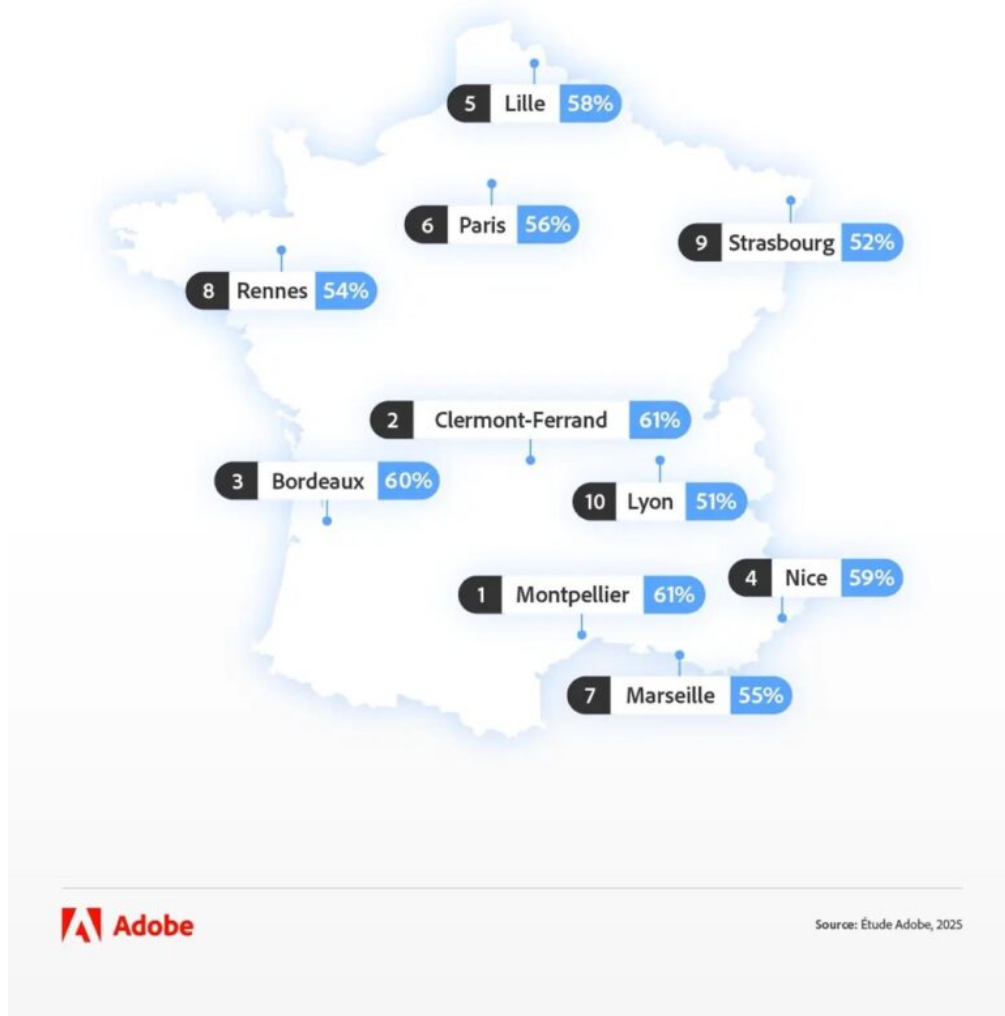 5 Lille 58%
6 Paris 56%
9 Strasbourg 52%
8 Rennes 54%
2 Clermont-Ferrand 61%
3 Bordeaux 60%
10 Lyon 51%
4 Nice 59%
1 Montpellier 61%
7 Marseille 55%
Adobe
Source: Étude Adobe, 2025